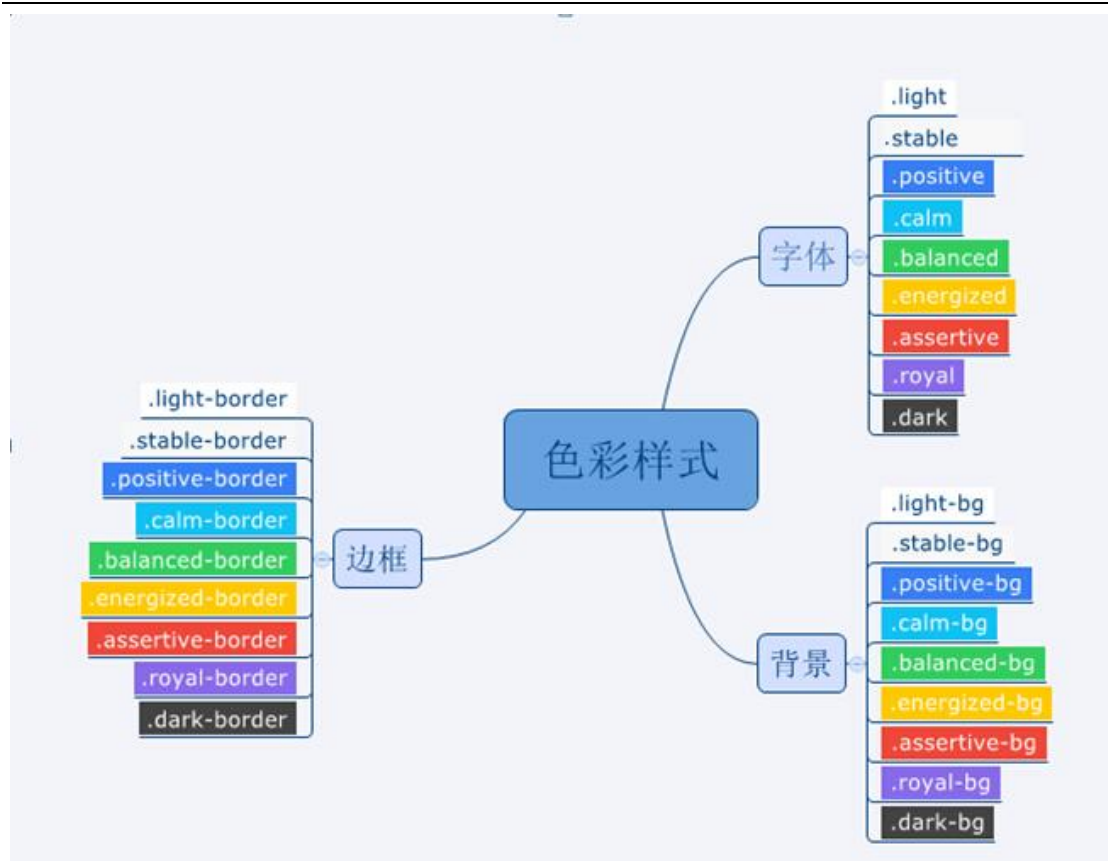 色彩样式
字体
.light
.stable
.positive
.calm
.balanced
.energized
.assertive
.royal
.dark
背景
.light-bg
.stable-bg
.positive-bg
.calm-bg
.balanced-bg
.energized-bg
.assertive-bg
.royal-bg
.dark-bg
边框
.light-border
.stable-border
.positive-border
.calm-border
.balanced-border
.energized-border
.assertive-border
.royal-border
.dark-border